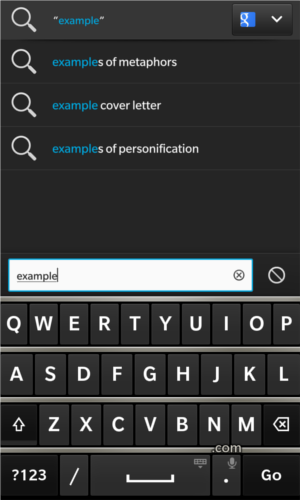 "example"
examples of metaphors
example cover letter
examples of personification
example
Q W E R T Y U I O P
A S D F G H J K L
Z X C V B N M
.com
?123 / . Go